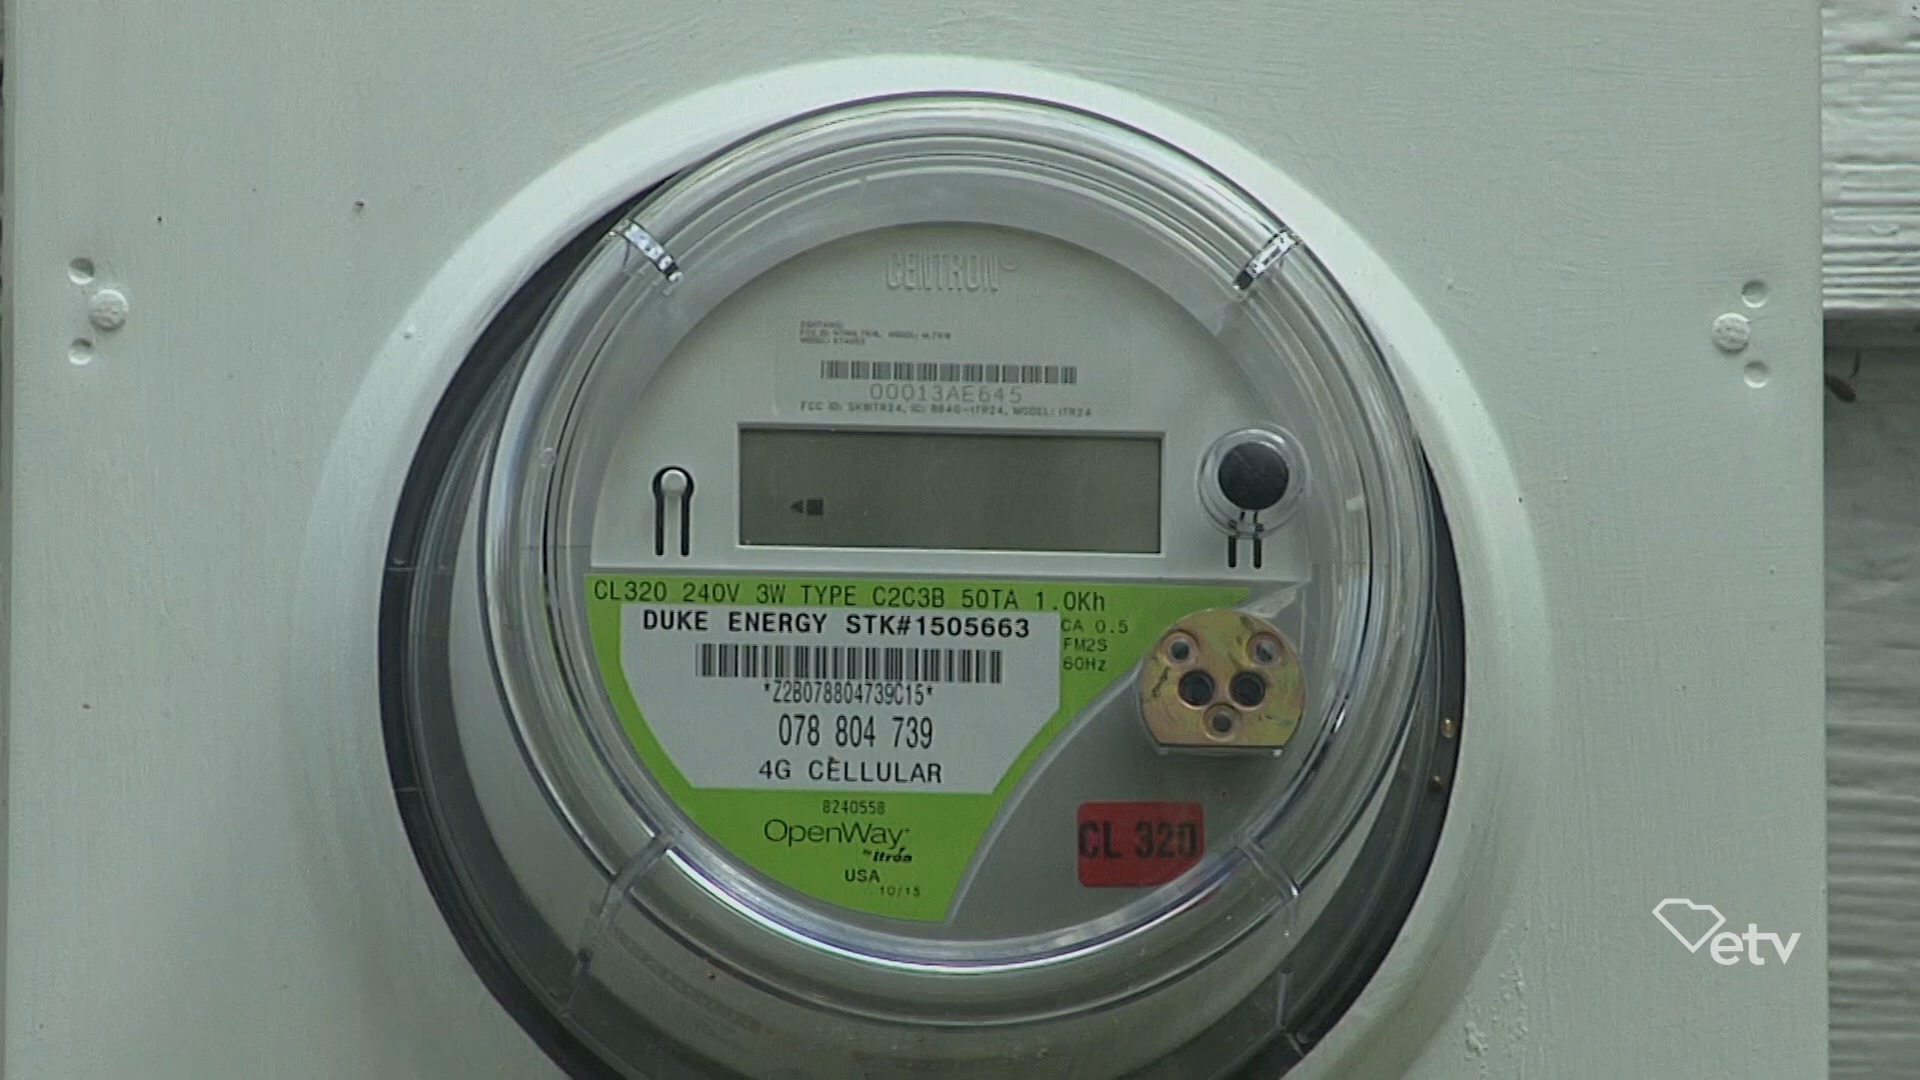 CENTRON
00013AE645
CL320 240V 3W TYPE C2C3B 50TA 1.0Kh
DUKE ENERGY STK#1505663
CA 0.5
FM2S
60Hz
*Z2B078804739C15*
078 804 739
4G CELLULAR
8240558
OpenWay
by Itron
USA
10/15
CL 320
etv